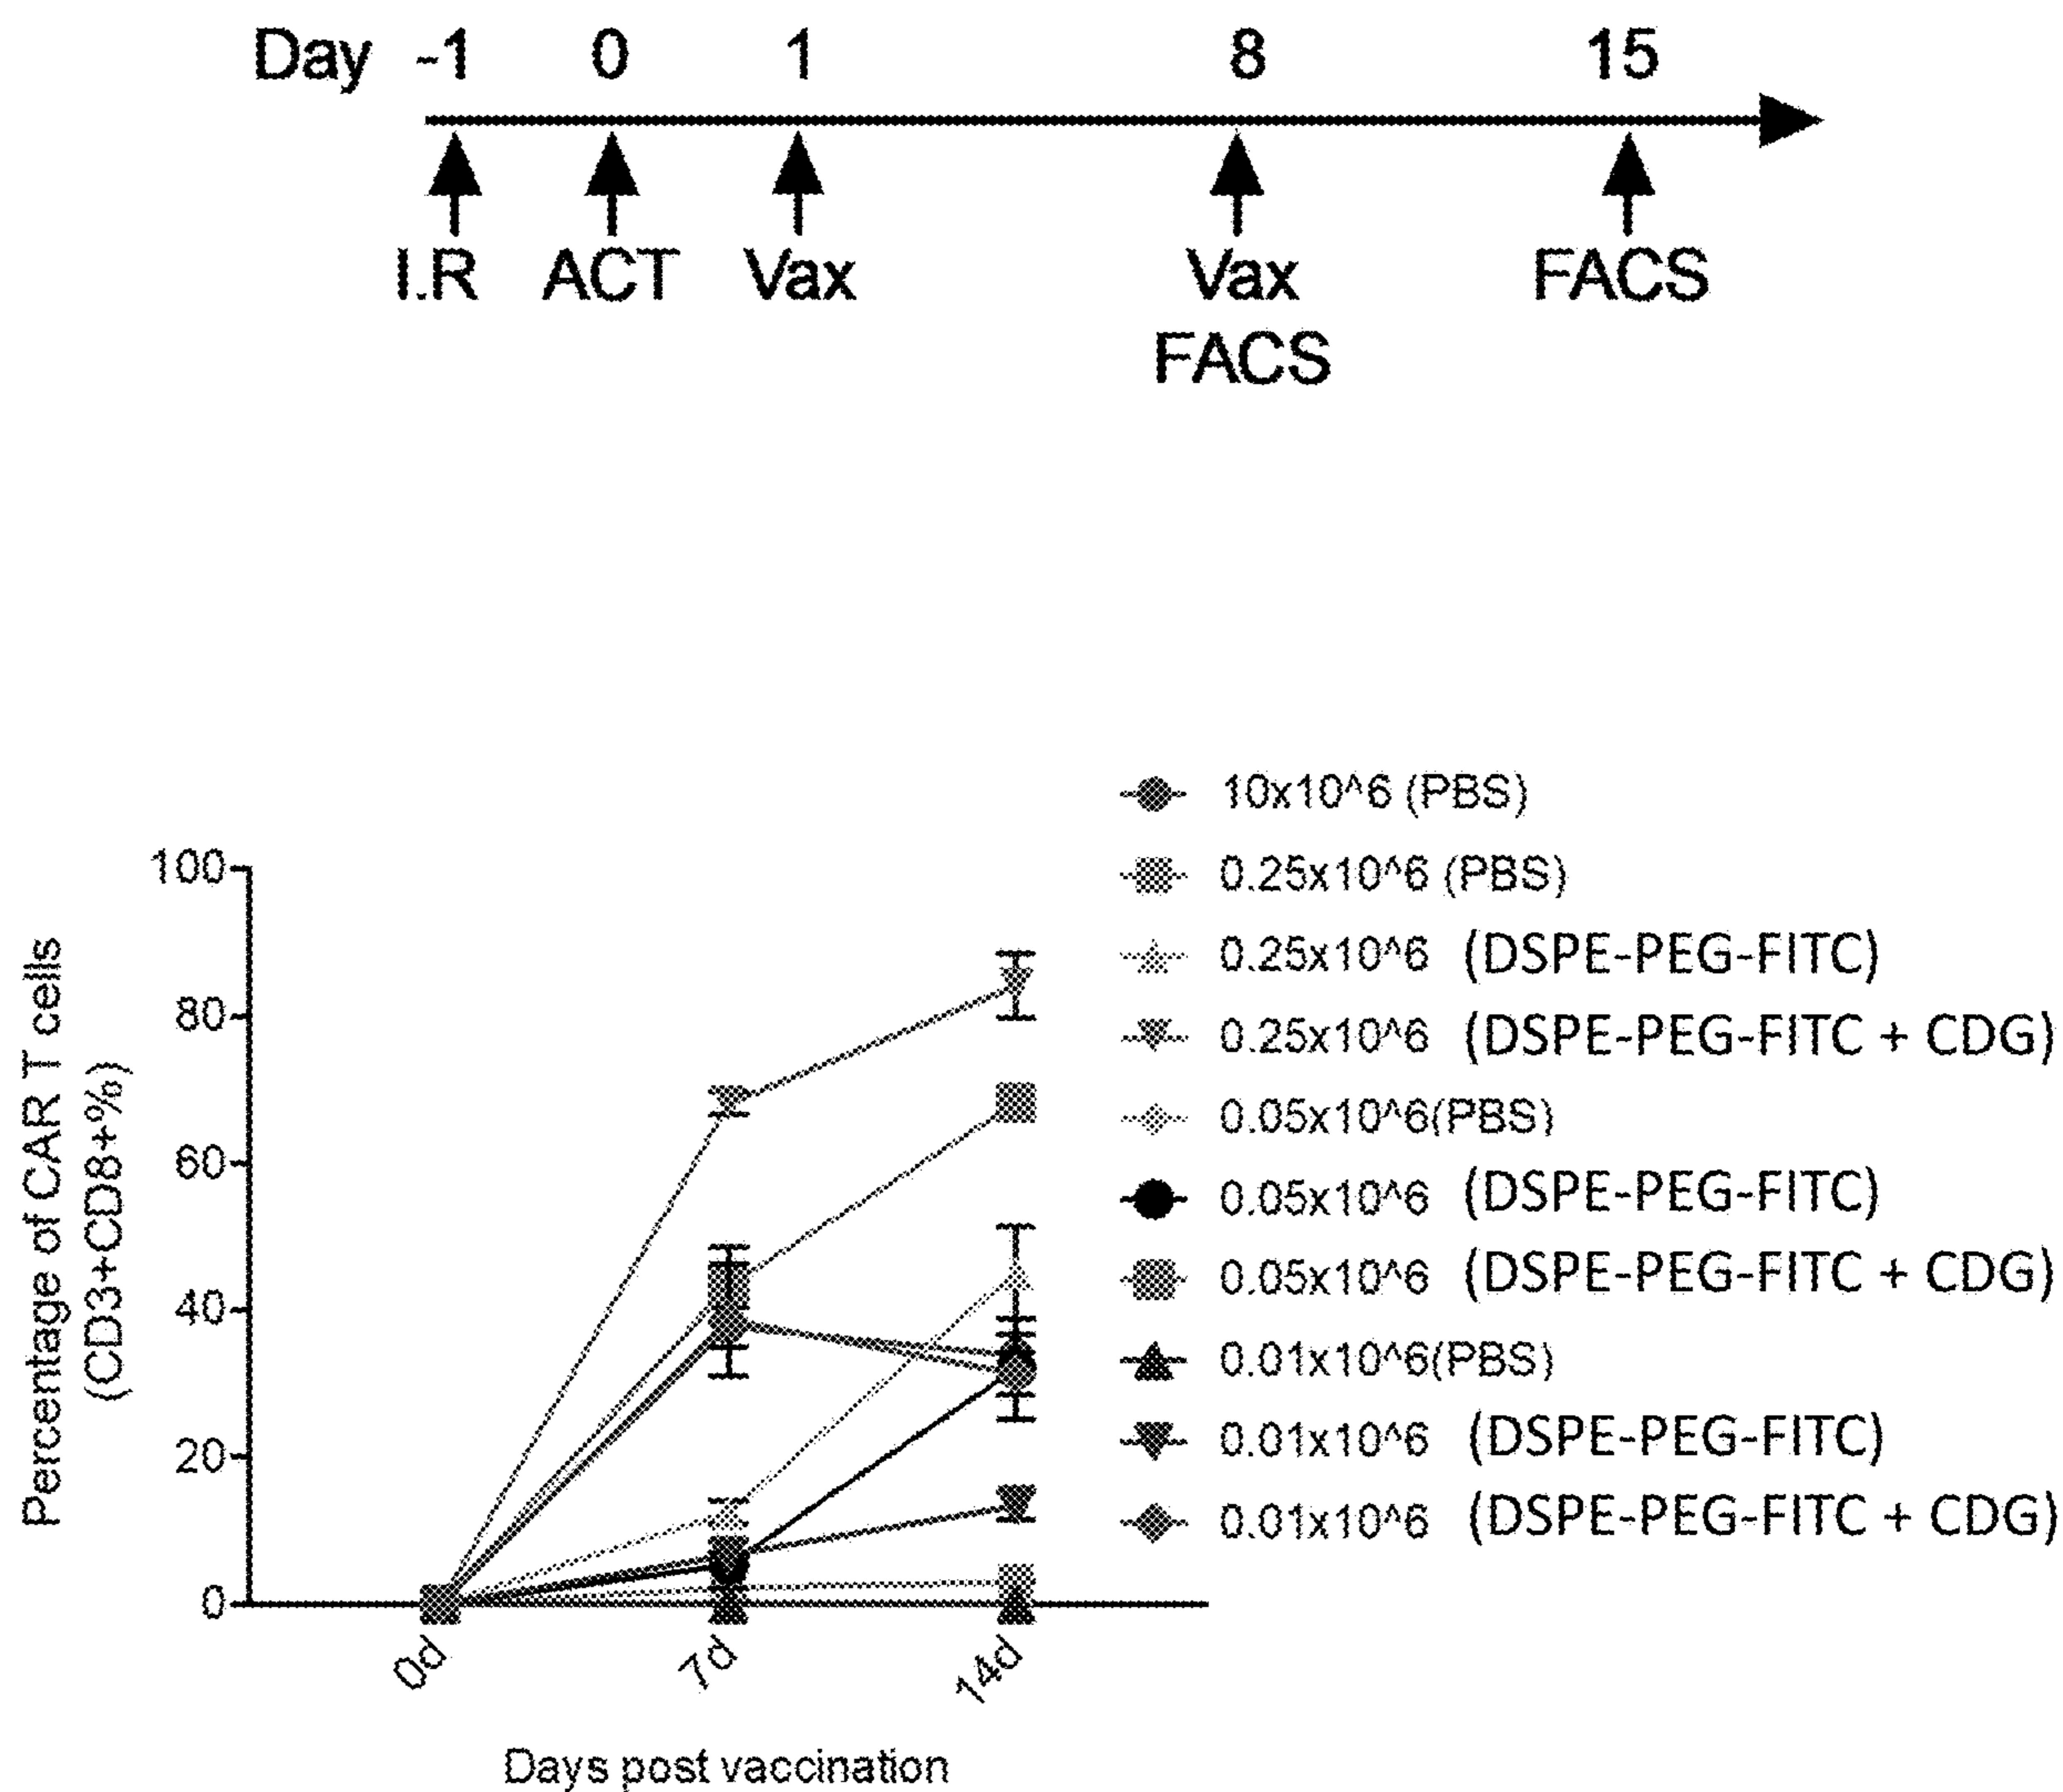 Day -1 0 1 8 15
I.R ACT Vax Vax FACS
FACS
10x10^6 (PBS)
0.25x10^6 (PBS)
0.25x10^6 (DSPE-PEG-FITC)
0.25x10^6 (DSPE-PEG-FITC + CDG)
0.05x10^6(PBS)
0.05x10^6 (DSPE-PEG-FITC)
0.05x10^6 (DSPE-PEG-FITC + CDG)
0.01x10^6(PBS)
0.01x10^6 (DSPE-PEG-FITC)
0.01x10^6 (DSPE-PEG-FITC + CDG)
Percentage of CAR T cells
(CD3+CD8+%)
100
80
60
40
20
0
0d 7d 14d
Days post vaccination